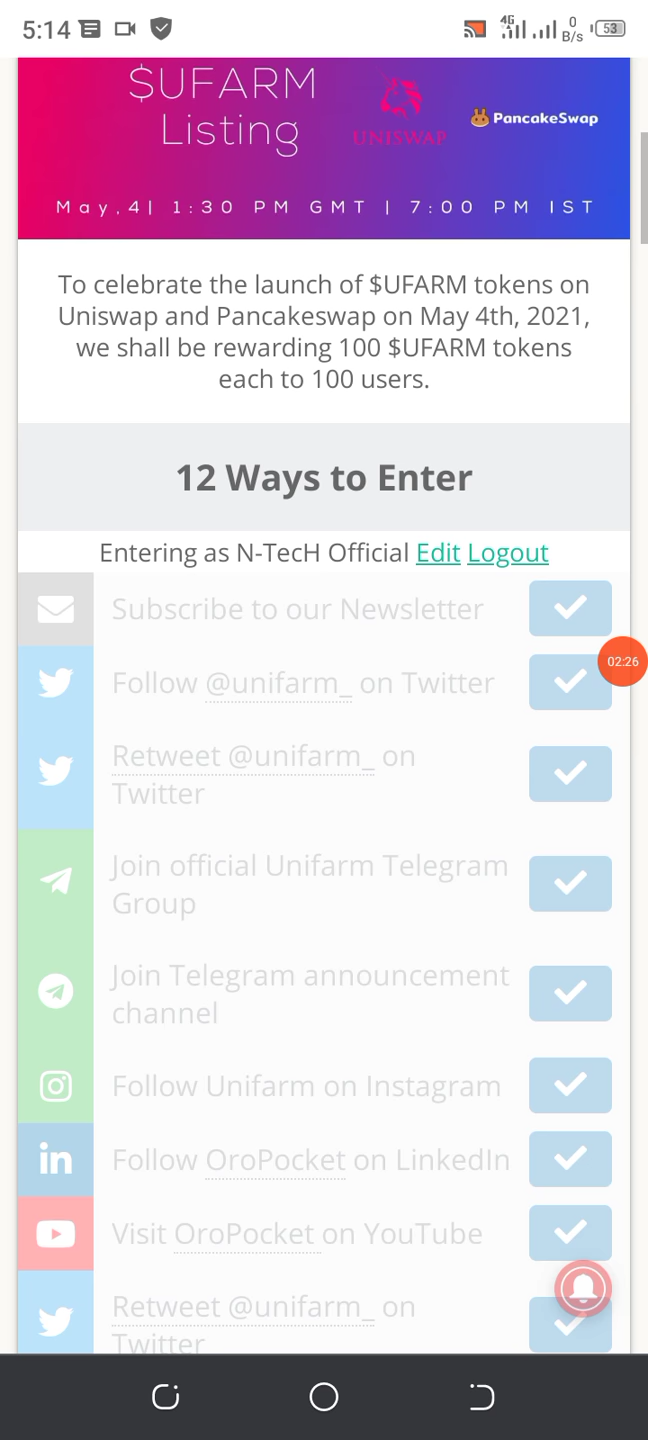 5:14 4G 0 B/s 53
$UFARM
Listing
UNISWAP PancakeSwap
May,4| 1:30 PM GMT | 7:00 PM IST
To celebrate the launch of $UFARM tokens on
Uniswap and Pancakeswap on May 4th, 2021,
we shall be rewarding 100 $UFARM tokens
each to 100 users.
12 Ways to Enter
Entering as N-TecH Official Edit Logout
Subscribe to our Newsletter
02:26
Follow @unifarm_ on Twitter
Retweet @unifarm_ on
Twitter
Join official Unifarm Telegram
Group
Join Telegram announcement
channel
Follow Unifarm on Instagram
in Follow OroPocket on LinkedIn
Visit OroPocket on YouTube
Retweet @unifarm_ on
Twitter